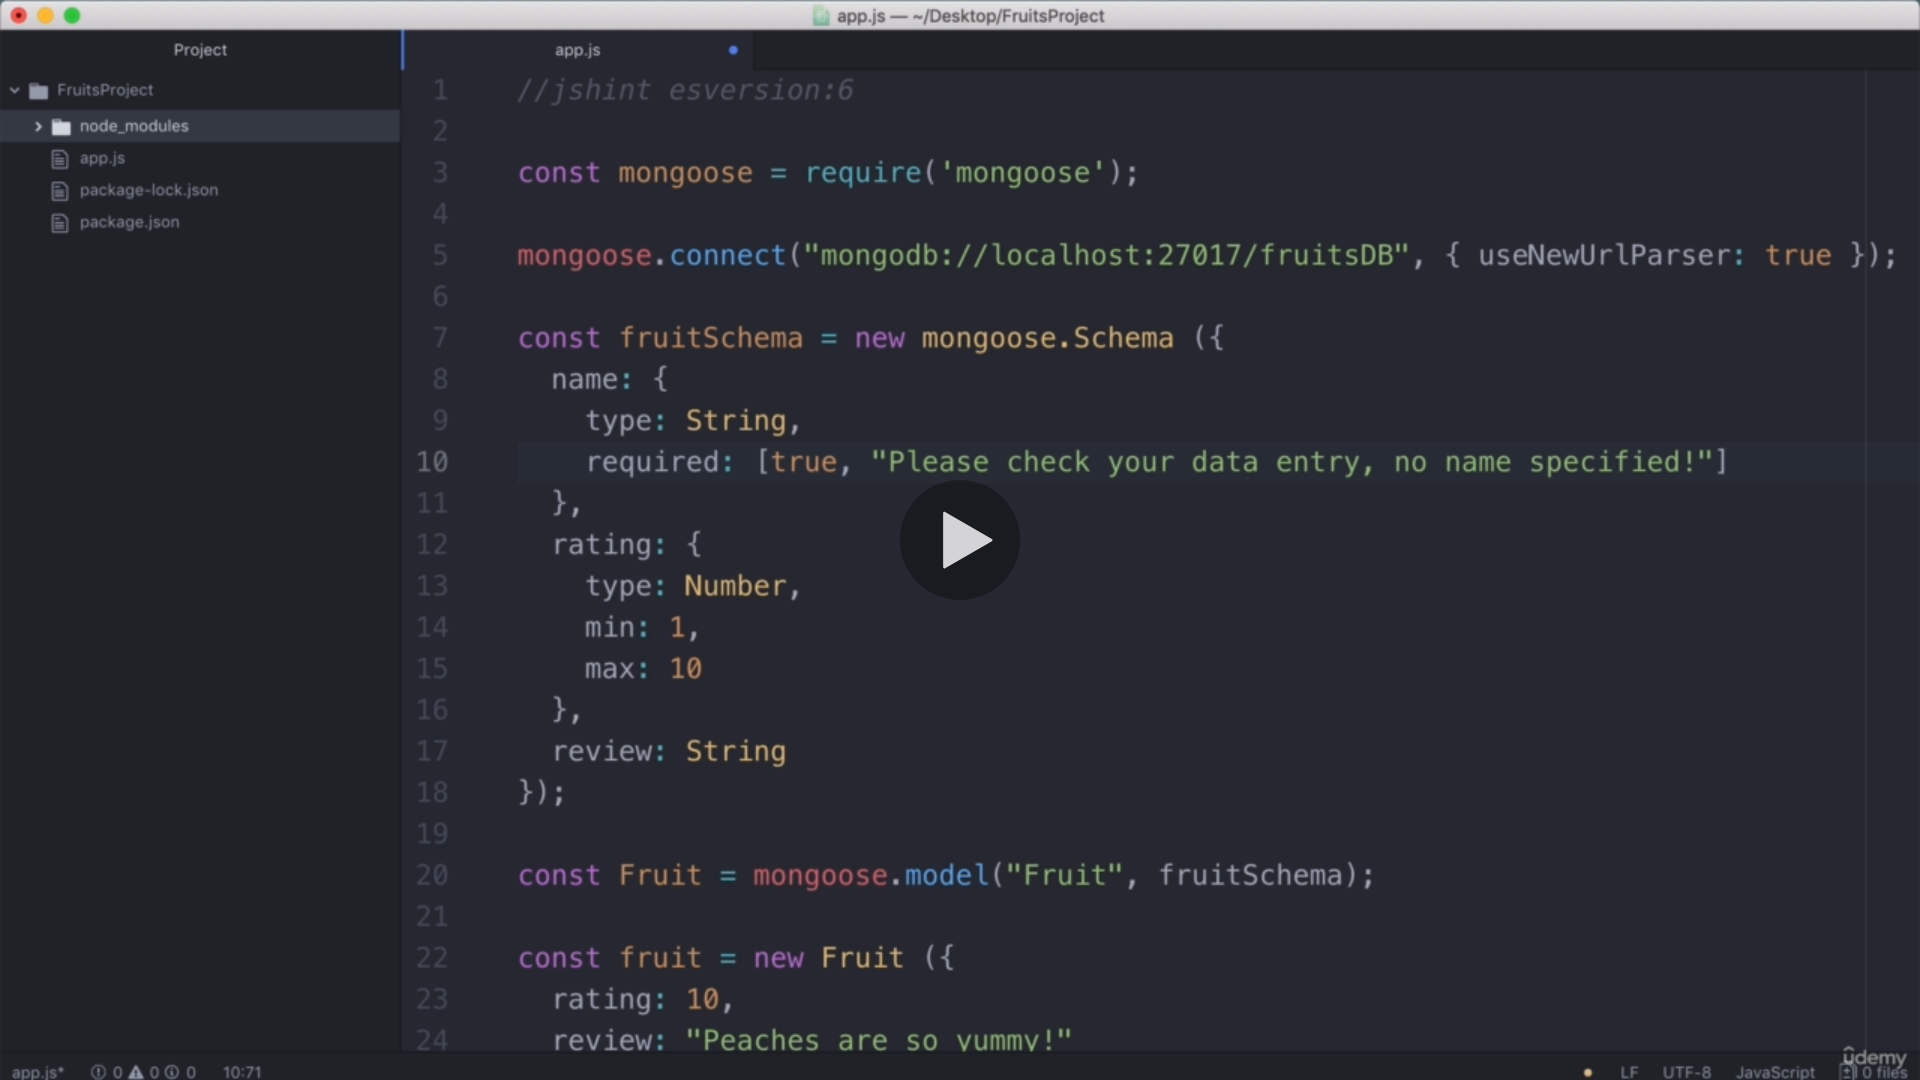 app.js — ~/Desktop/FruitsProject
Project
app.js
FruitsProject
node_modules
app.js
package-lock.json
package.json
1 //jshint esversion:6
2
3 const mongoose = require('mongoose');
4
5 mongoose.connect("mongodb://localhost:27017/fruitsDB", { useNewUrlParser: true });
6
7 const fruitSchema = new mongoose.Schema ({
8 name: {
9 type: String,
10 required: [true, "Please check your data entry, no name specified!"]
11 },
12 rating: {
13 type: Number,
14 min: 1,
15 max: 10
16 },
17 review: String
18 });
19
20 const Fruit = mongoose.model("Fruit", fruitSchema);
21
22 const fruit = new Fruit ({
23 rating: 10,
24 review: "Peaches are so yummy!"
app.js* 0 0 0 10:71 LF UTF-8 JavaScript 0 files
udemy